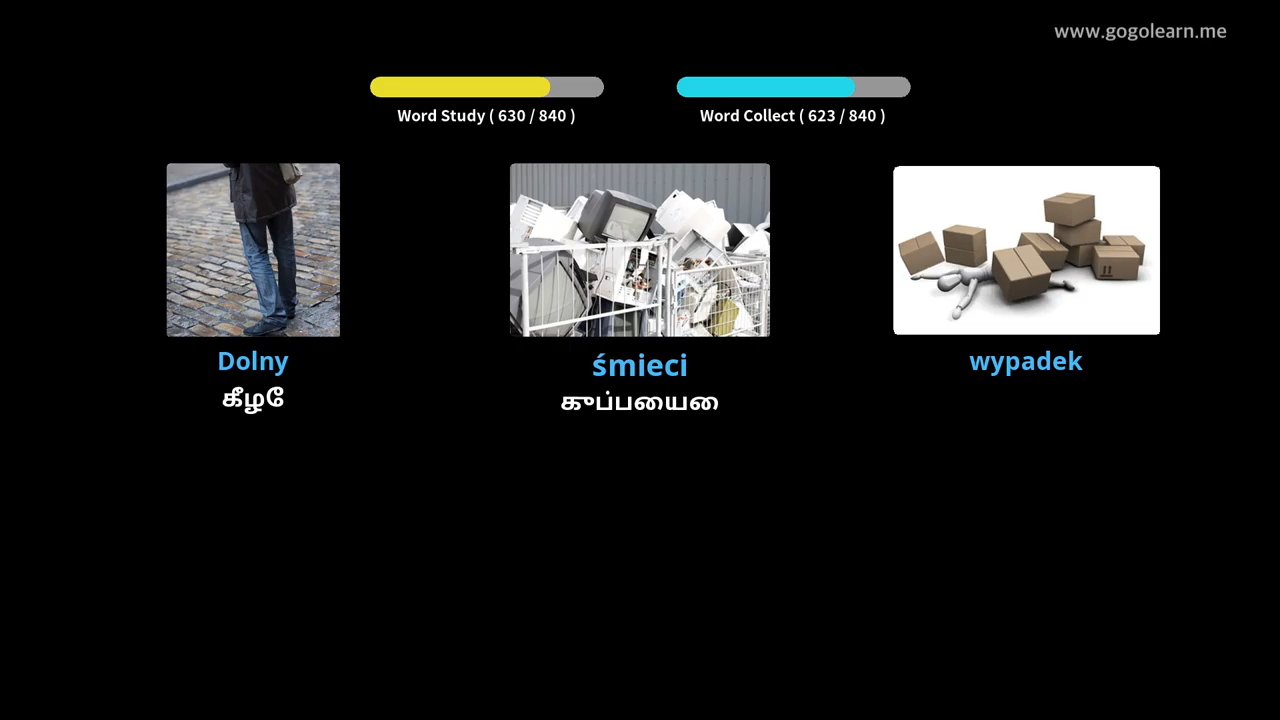 www.gogolearn.me
Word Study ( 630 / 840 )
Word Collect ( 623 / 840 )
Dolny
śmieci
wypadek
கீழே
குப்பையை